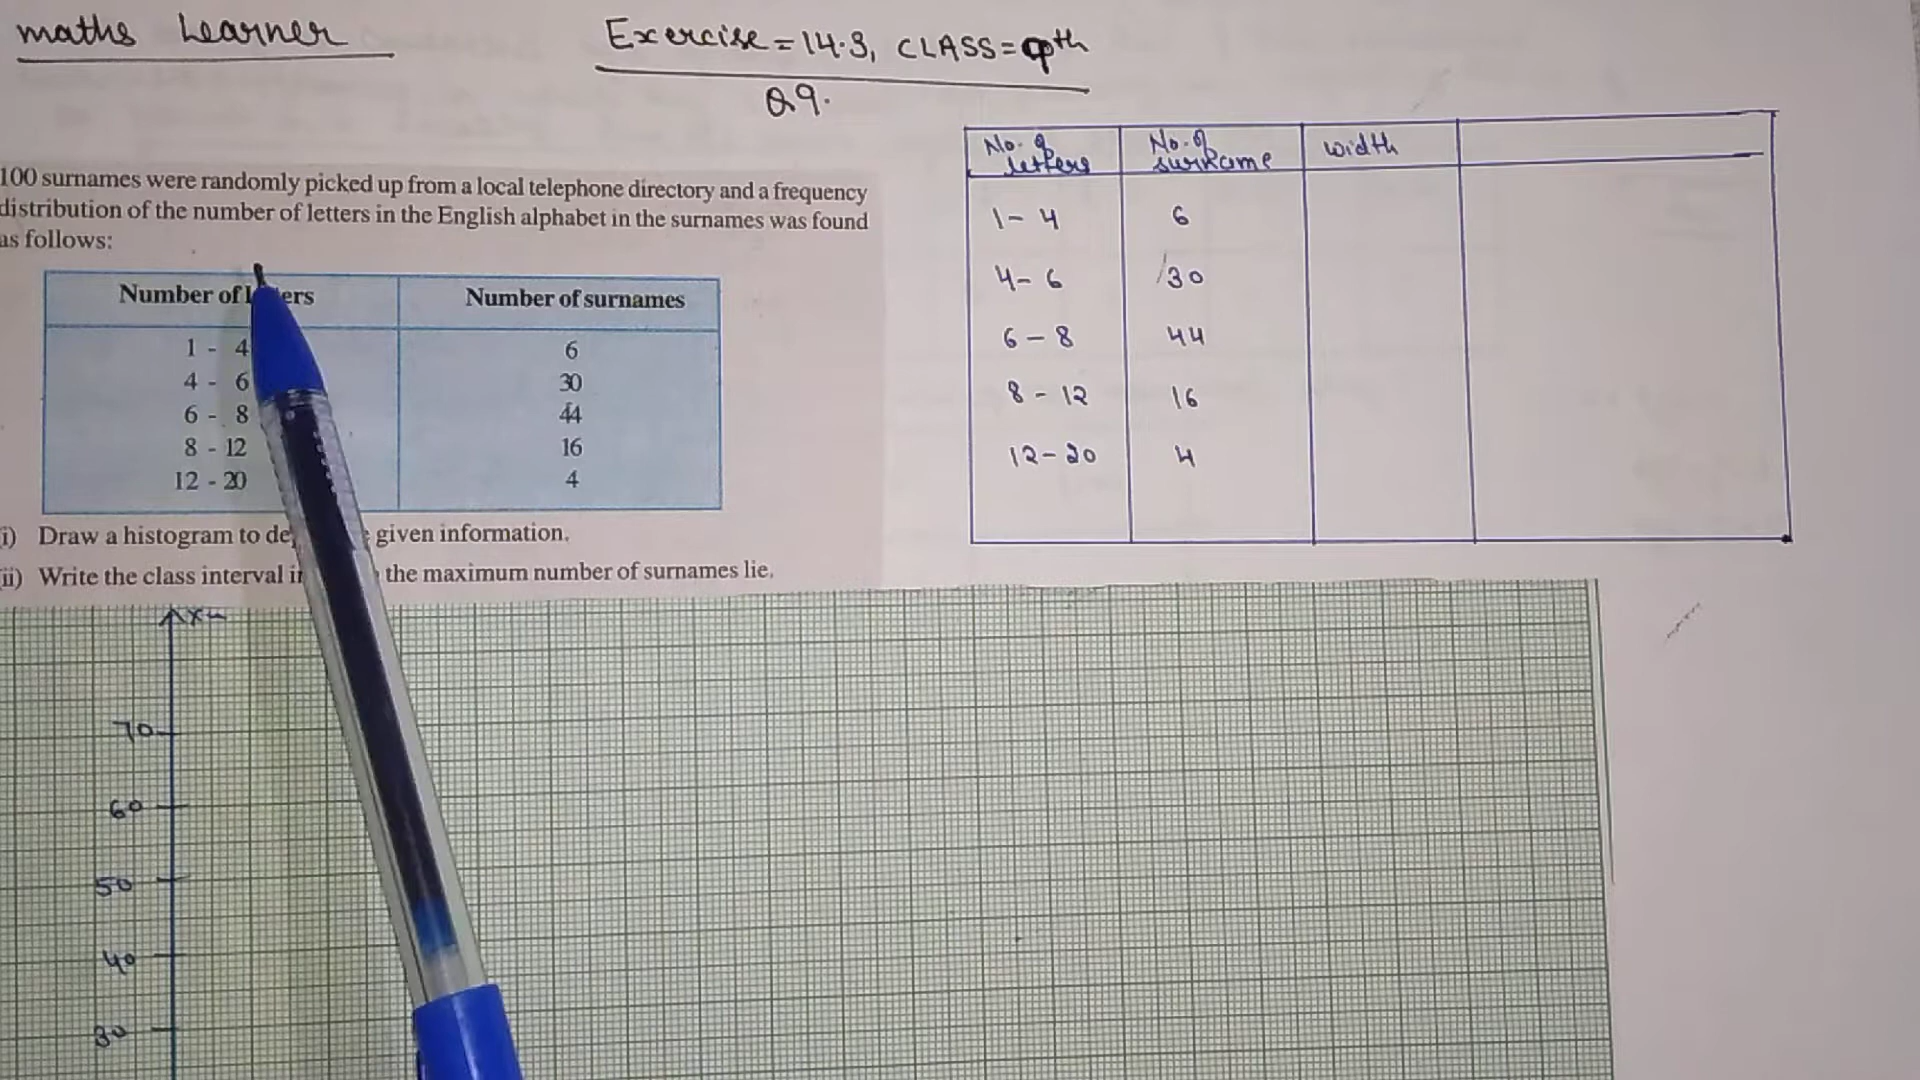 maths Learner
Exercise = 14.3, CLASS = 9th
Q 9.
100 surnames were randomly picked up from a local telephone directory and a frequency
distribution of the number of letters in the English alphabet in the surnames was found
as follows:
Number of letters Number of surnames
1 - 4 6
4 - 6 30
6 - 8 44
8 - 12 16
12 - 20 4
i) Draw a histogram to the given information.
ii) Write the class interval the maximum number of surnames lie.
No. of letters No. of surname width
1 - 4 6
4 - 6 30
6 - 8 44
8 - 12 16
12 - 20 4
70
60
50
40
30